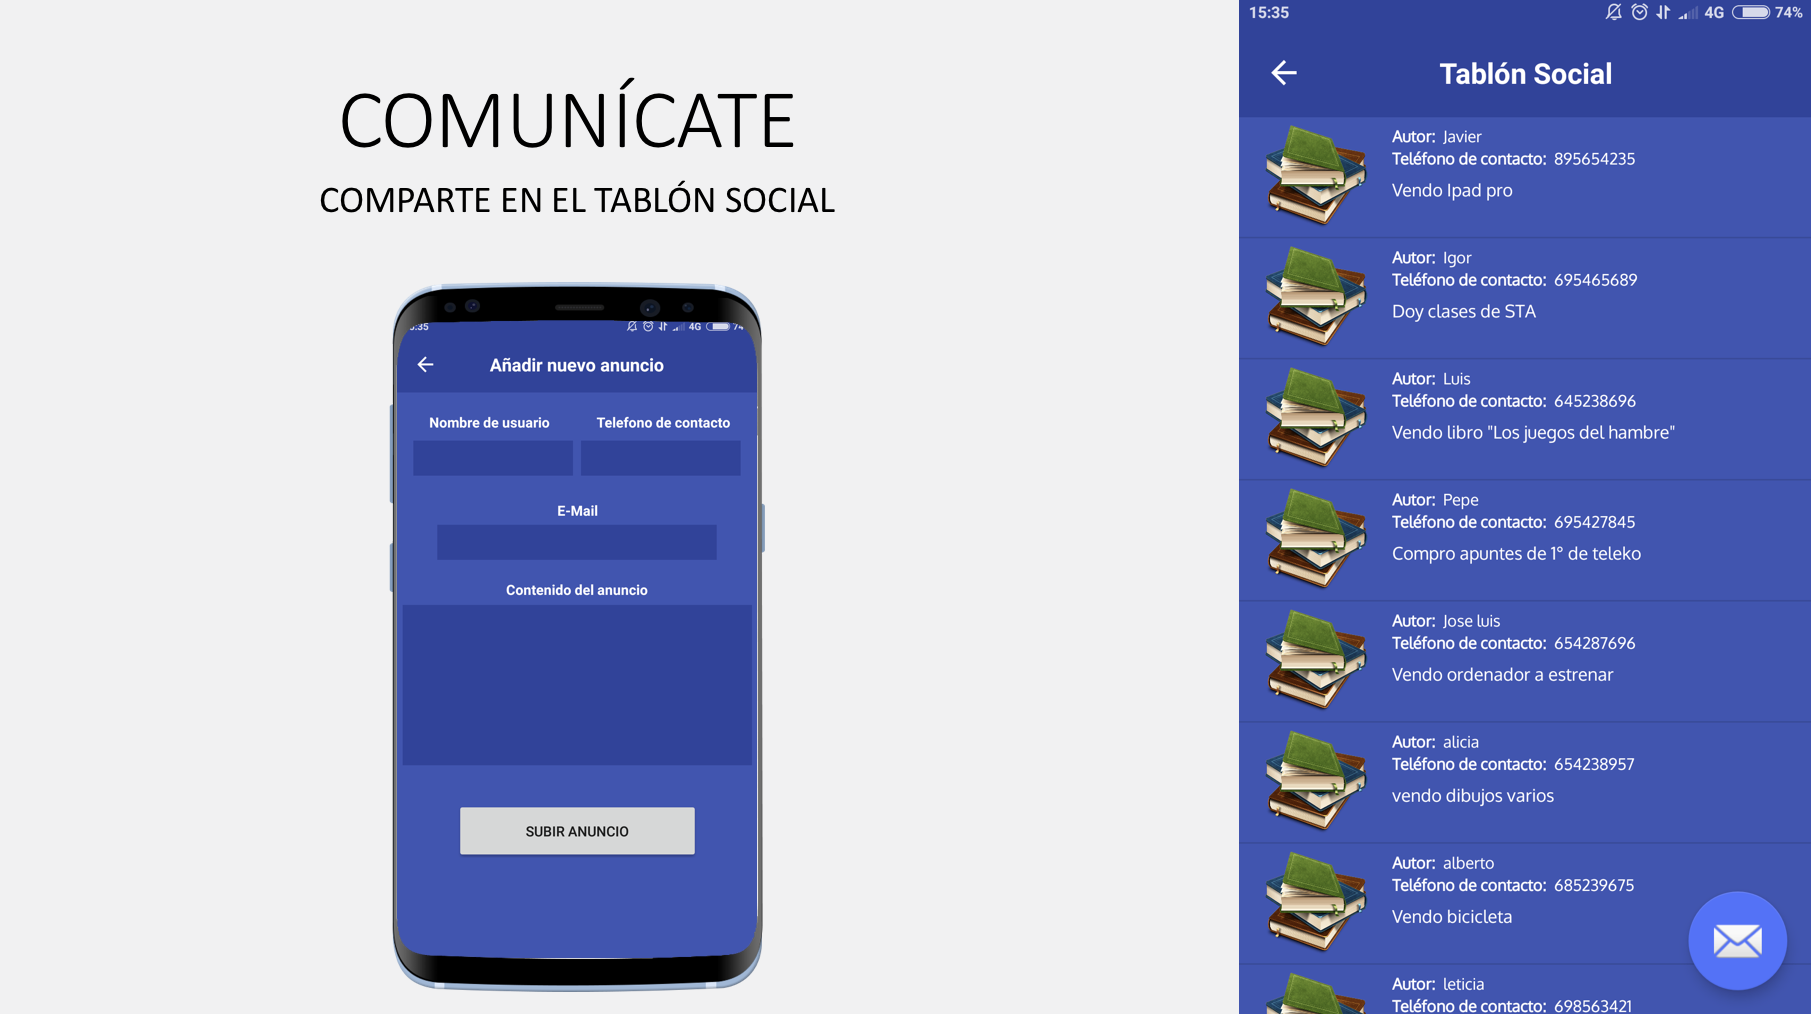 COMUNÍCATE
COMPARTE EN EL TABLÓN SOCIAL
4G
Añadir nuevo anuncio
Nombre de usuario
Telefono de contacto
E-Mail
Contenido del anuncio
SUBIR ANUNCIO
15:35 4G 74%
Tablón Social
Autor: Javier
Teléfono de contacto: 895654235
Vendo Ipad pro
Autor: Igor
Teléfono de contacto: 695465689
Doy clases de STA
Autor: Luis
Teléfono de contacto: 645238696
Vendo libro "Los juegos del hambre"
Autor: Pepe
Teléfono de contacto: 695427845
Compro apuntes de 1° de teleko
Autor: Jose luis
Teléfono de contacto: 654287696
Vendo ordenador a estrenar
Autor: alicia
Teléfono de contacto: 654238957
vendo dibujos varios
Autor: alberto
Teléfono de contacto: 685239675
Vendo bicicleta
Autor: leticia
Teléfono de contacto: 698563421